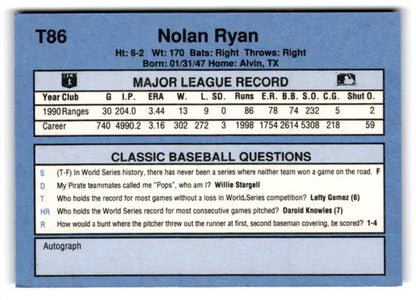 T86
Nolan Ryan
Ht: 6-2 Wt: 170 Bats: Right Throws: Right
Born: 01/31/47 Home: Alvin, TX
MAJOR LEAGUE RECORD
Year Club G I.P. ERA W. L. SD. Runs E.R. B.B. S.O. C.G. Shut O.
1990 Ranges 30 204.0 3.44 13 9 0 86 78 74 232 5 2
Career 740 4990.2 3.16 302 272 3 1998 1754 2614 5308 218 59
CLASSIC BASEBALL QUESTIONS
S (T-F) In World Series history, there has never been a series where neither team won a game on the road. F
D My Pirate teammates called me "Pops", who am I? Willie Stargell
T Who holds the record for most games without a loss in World Series competition? Lefty Gomez (6)
HR Who holds the World Series record for most consecutive games pitched? Darold Knowles (7)
R How would a bunt where the pitcher threw out the runner at first, second baseman covering, be scored? 1-4
Autograph